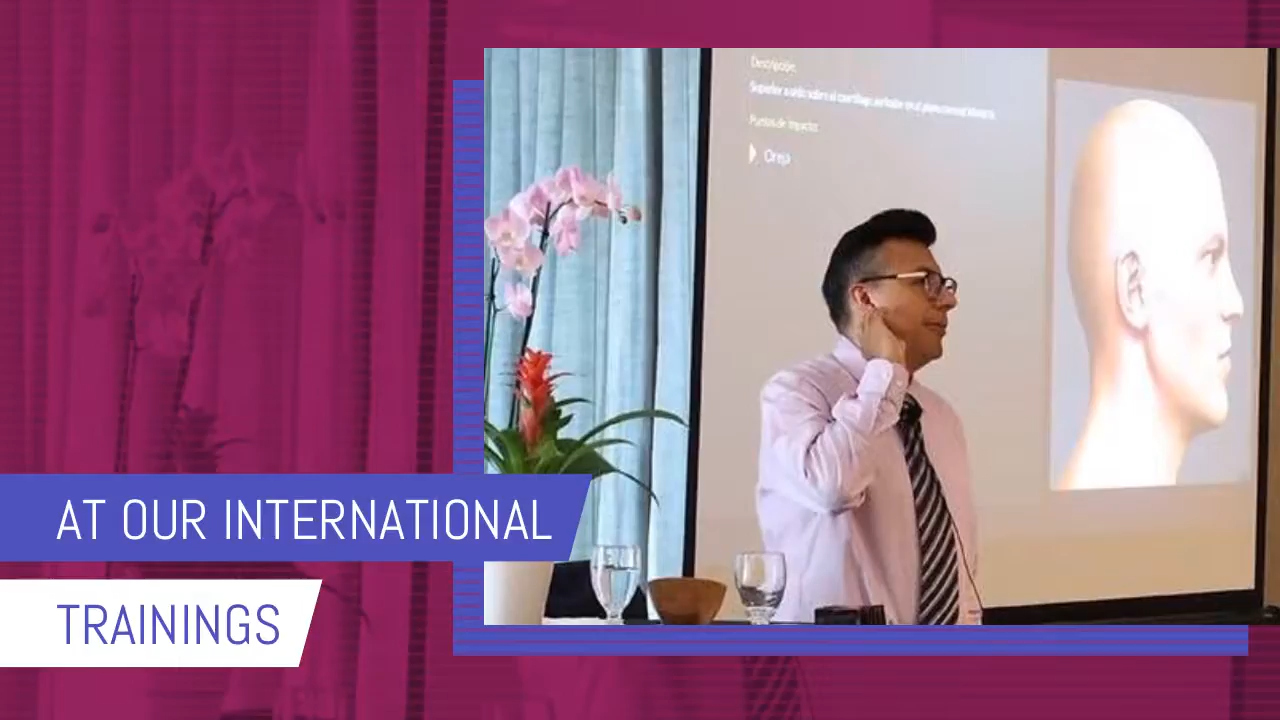 Descripción:
Puntos de Impacto:
Oreja
AT OUR INTERNATIONAL
TRAININGS